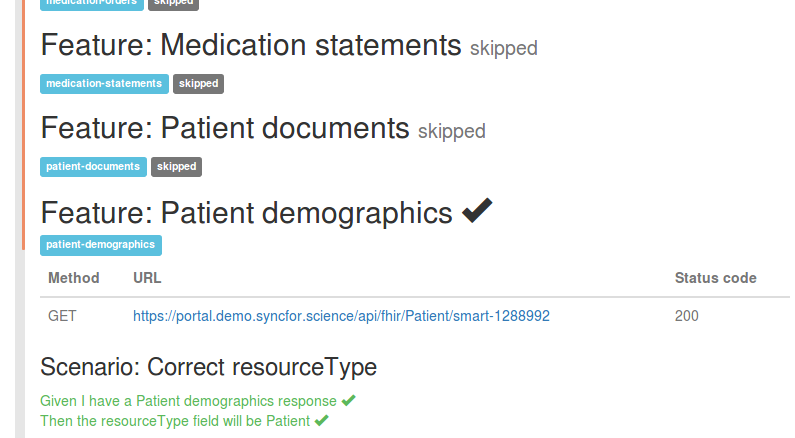 medication-orders skipped
Feature: Medication statements skipped
medication-statements skipped
Feature: Patient documents skipped
patient-documents skipped
Feature: Patient demographics
patient-demographics
Method URL Status code
GET https://portal.demo.syncfor.science/api/fhir/Patient/smart-1288992 200
Scenario: Correct resourceType
Given I have a Patient demographics response
Then the resourceType field will be Patient